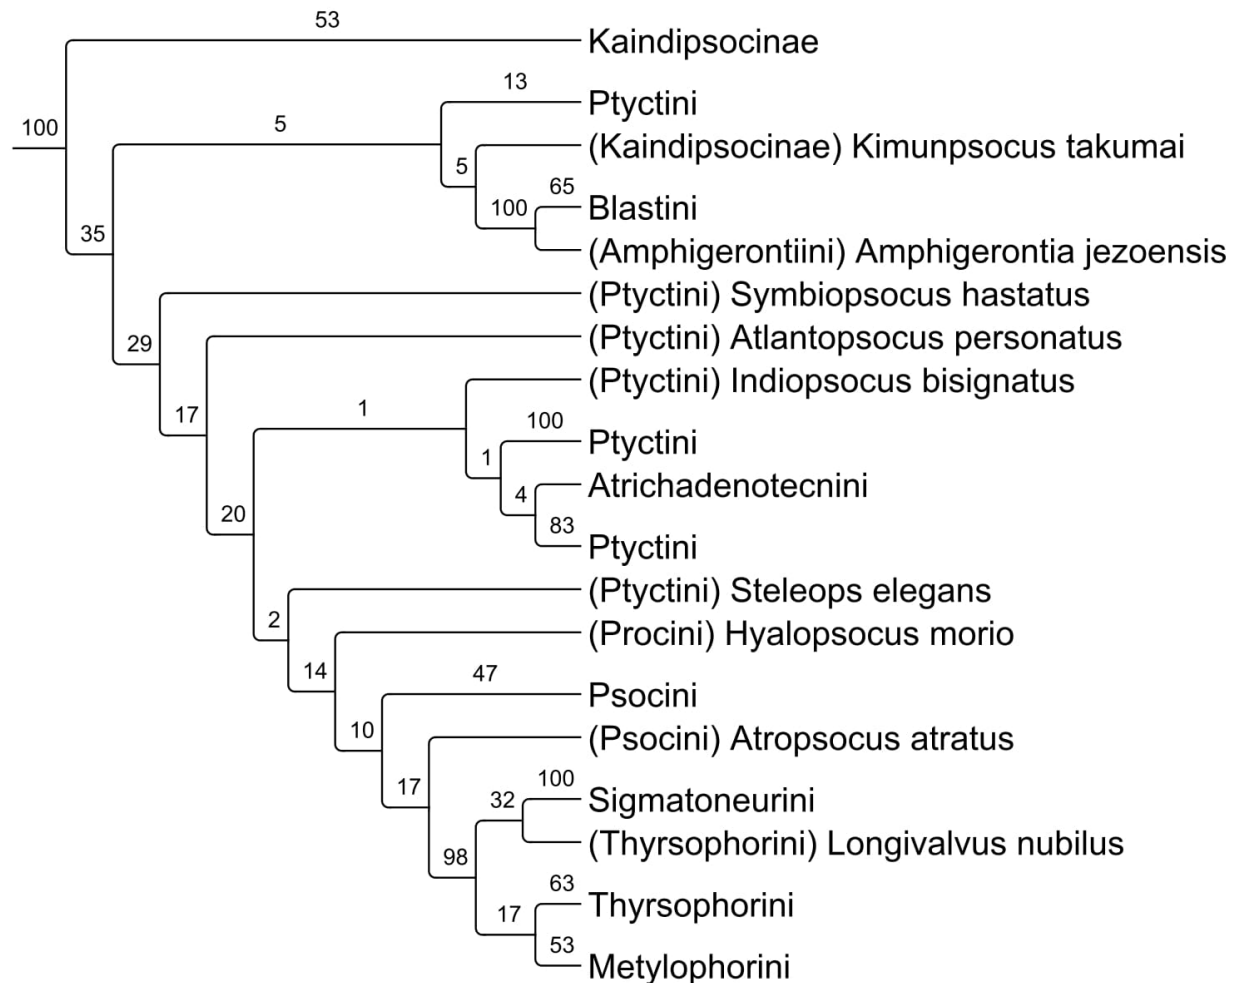 53
Kaindipsocinae
13
Ptyctini
100
5
(Kaindipsocinae) Kimunpsocus takumai
5
65
Blastini
100
(Amphigerontiini) Amphigerontia jezoensis
35
(Ptyctini) Symbiopsocus hastatus
29
(Ptyctini) Atlantopsocus personatus
(Ptyctini) Indiopsocus bisignatus
17
1
100
Ptyctini
1
Atrichadenotecnini
4
20
83
Ptyctini
(Ptyctini) Steleops elegans
2
(Procini) Hyalopsocus morio
14
47
Psocini
10
(Psocini) Atropsocus atratus
17
100
32
Sigmatoneurini
(Thyrsophorini) Longivalvus nubilus
98
63
Thyrsophorini
17
53
Metylophorini